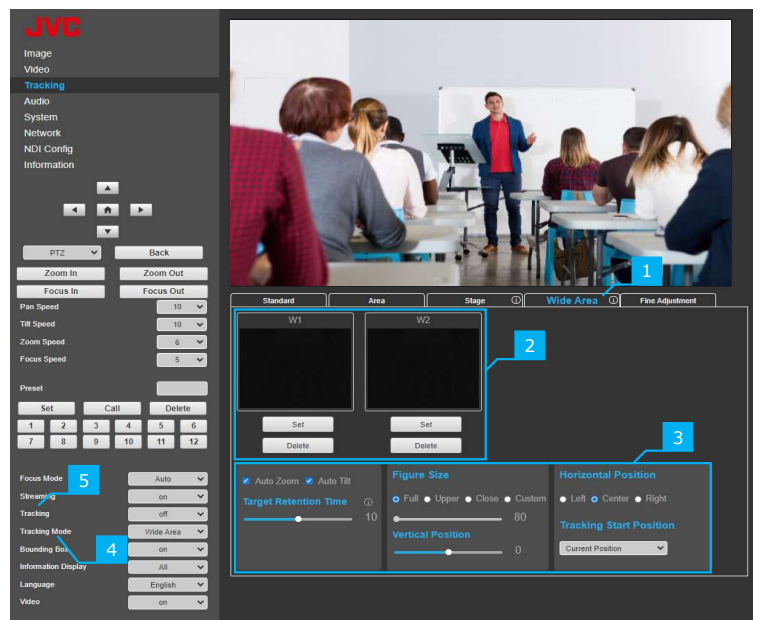 JVC
Image
Video
Tracking
Audio
System
Network
NDI Config
Information
PTZ Back
Zoom In Zoom Out
Focus In Focus Out
Pan Speed 10
Tilt Speed 10
Zoom Speed 6
Focus Speed 5
Preset
Set Call Delete
1 2 3 4 5 6
7 8 9 10 11 12
Focus Mode Auto
5
Streaming on
Tracking off
Tracking Mode Wide Area
4
Bounding Box on
Information Display All
Language English
Video on
1
Standard Area Stage Wide Area Fine Adjustment
W1 W2
2
Set Set
Delete Delete
3
Auto Zoom Auto Tilt
Target Retention Time
10
Figure Size
Full Upper Close Custom
80
Vertical Position
0
Horizontal Position
Left Center Right
Tracking Start Position
Current Position